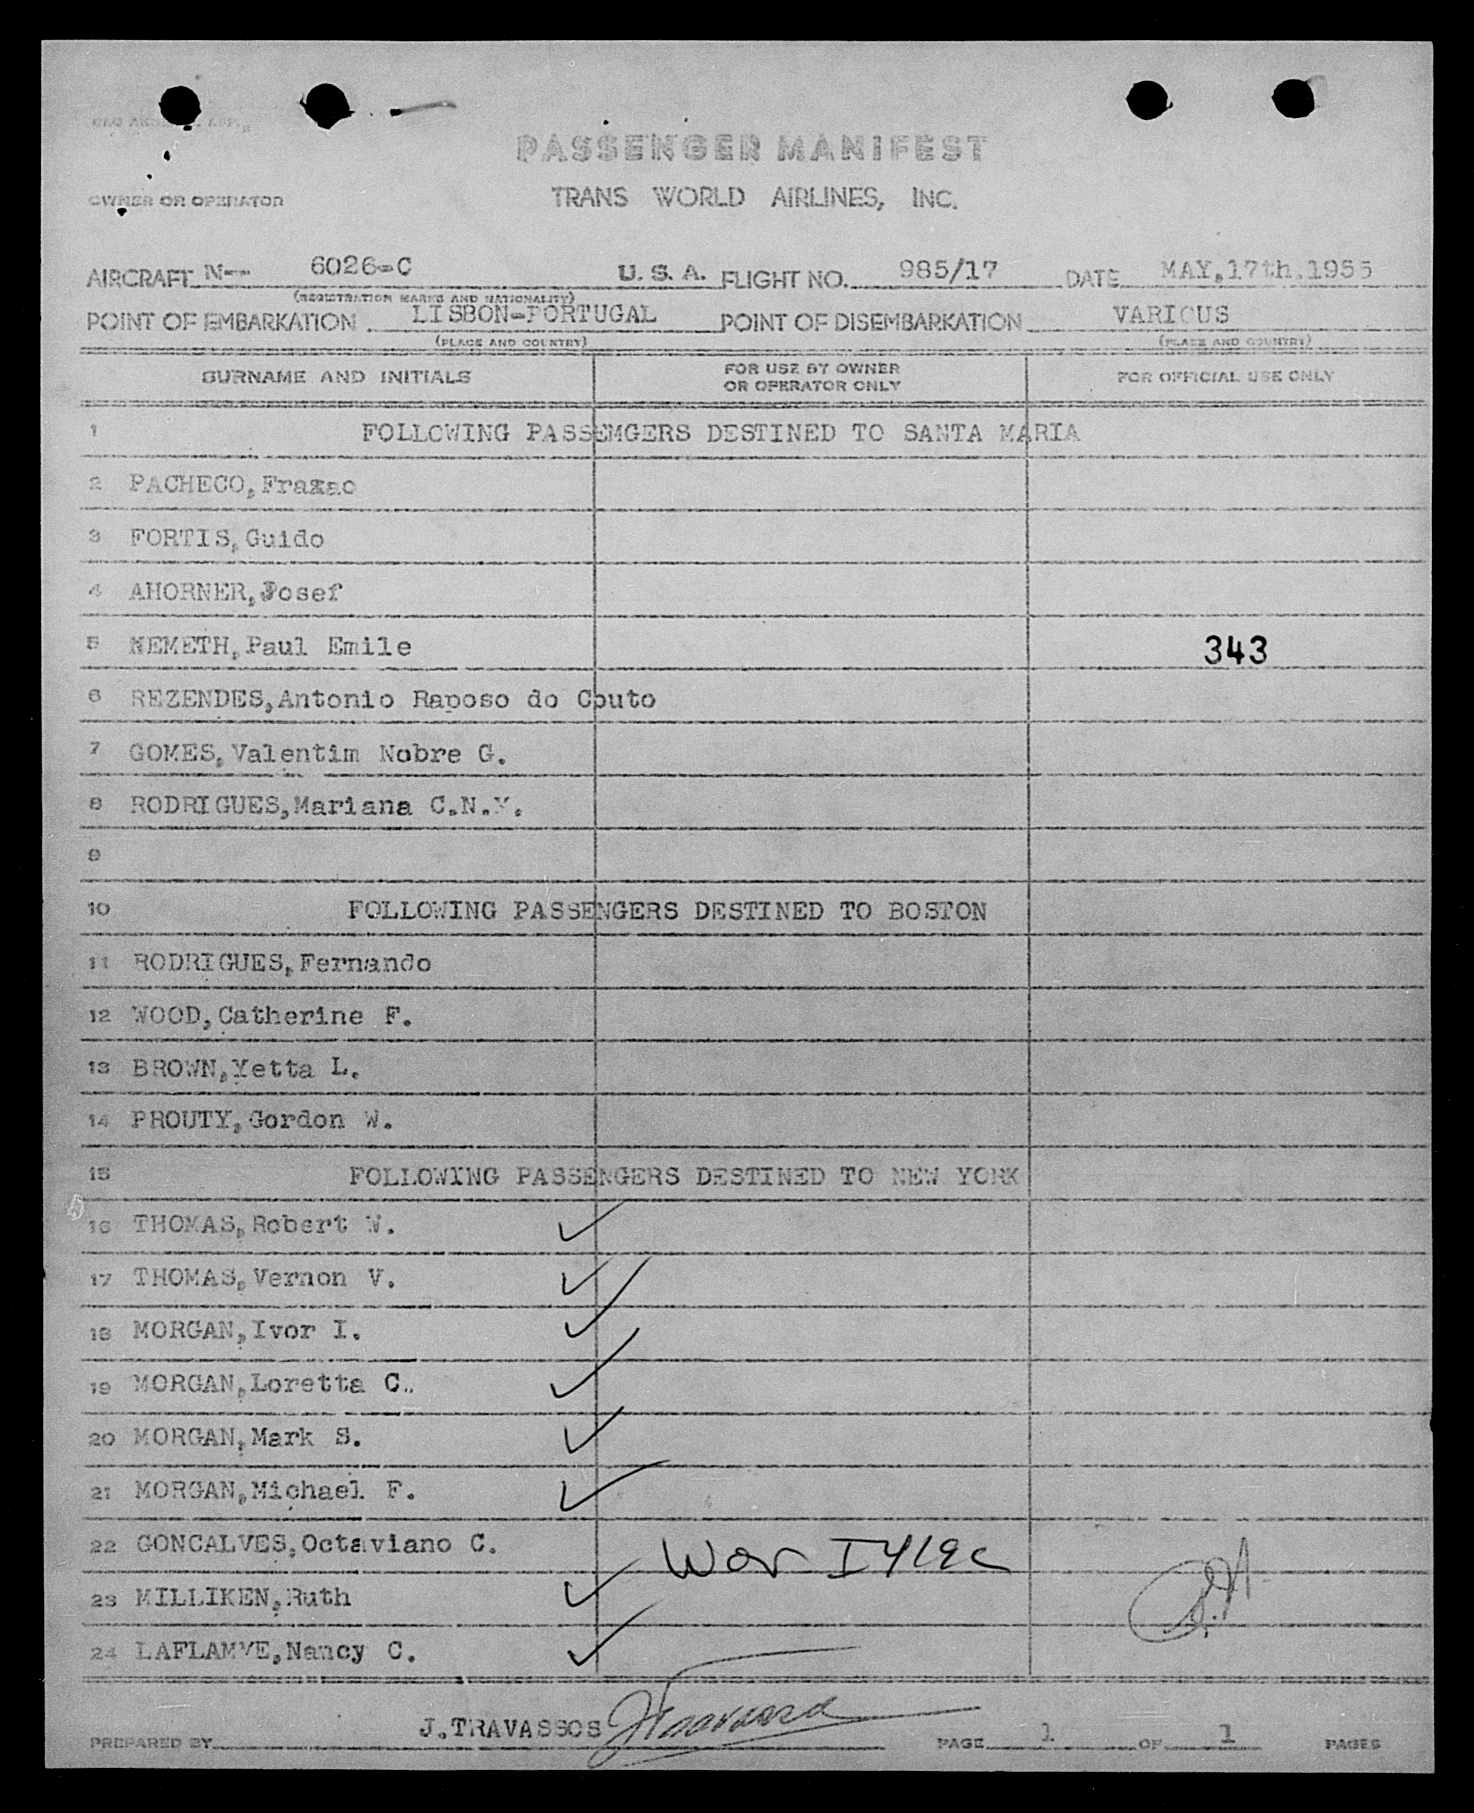 PASSENGER MANIFEST
OWNER OR OPERATOR TRANS WORLD AIRLINES, INC.
AIRCRAFT N-- 6026-C U. S. A. FLIGHT NO. 985/17 DATE MAY,17th.1955
(REGISTRATION MARKS AND NATIONALITY)
POINT OF EMBARKATION LISBON-PORTUGAL POINT OF DISEMBARKATION VARIOUS
(PLACE AND COUNTRY) (PLACE AND COUNTRY)
SURNAME AND INITIALS FOR USE BY OWNER OR OPERATOR ONLY FOR OFFICIAL USE ONLY
1 FOLLOWING PASSEMGERS DESTINED TO SANTA MARIA
2 PACHECO,Frazao
3 FORTIS,Guido
4 AHORNER,Josef
5 NEMETH,Paul Emile 343
6 REZENDES,Antonio Raposo do Couto
7 GOMES,Valentim Nobre G.
8 RODRIGUES,Mariana C.N.
9
10 FOLLOWING PASSENGERS DESTINED TO BOSTON
11 RODRIGUES,Fernando
12 WOOD,Catherine F.
13 BROWN,Yetta L.
14 PROUTY,Gordon W.
15 FOLLOWING PASSENGERS DESTINED TO NEW YORK
16 THOMAS,Robert W.
17 THOMAS,Vernon V.
18 MORGAN,Ivor I.
19 MORGAN,Loretta C..
20 MORGAN,Mark S.
21 MORGAN,Michael F.
22 GONCALVES,Octaviano C.
23 MILLIKEN,Ruth
24 LAFLAMME,Nancy C.
PREPARED BY J.TRAVASSOS PAGE 1 OF 1 PAGES